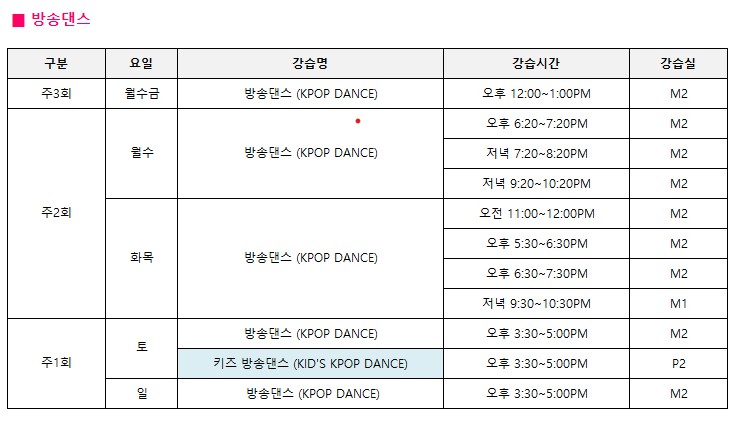 ■ 방송댄스
구분 요일 강습명 강습시간 강습실
주3회 월수금 방송댄스 (KPOP DANCE) 오후 12:00~1:00PM M2
주2회 월수 방송댄스 (KPOP DANCE) 오후 6:20~7:20PM M2
저녁 7:20~8:20PM M2
저녁 9:20~10:20PM M2
화목 방송댄스 (KPOP DANCE) 오전 11:00~12:00PM M2
오후 5:30~6:30PM M2
오후 6:30~7:30PM M2
저녁 9:30~10:30PM M1
주1회 토 방송댄스 (KPOP DANCE) 오후 3:30~5:00PM M2
키즈 방송댄스 (KID'S KPOP DANCE) 오후 3:30~5:00PM P2
일 방송댄스 (KPOP DANCE) 오후 3:30~5:00PM M2